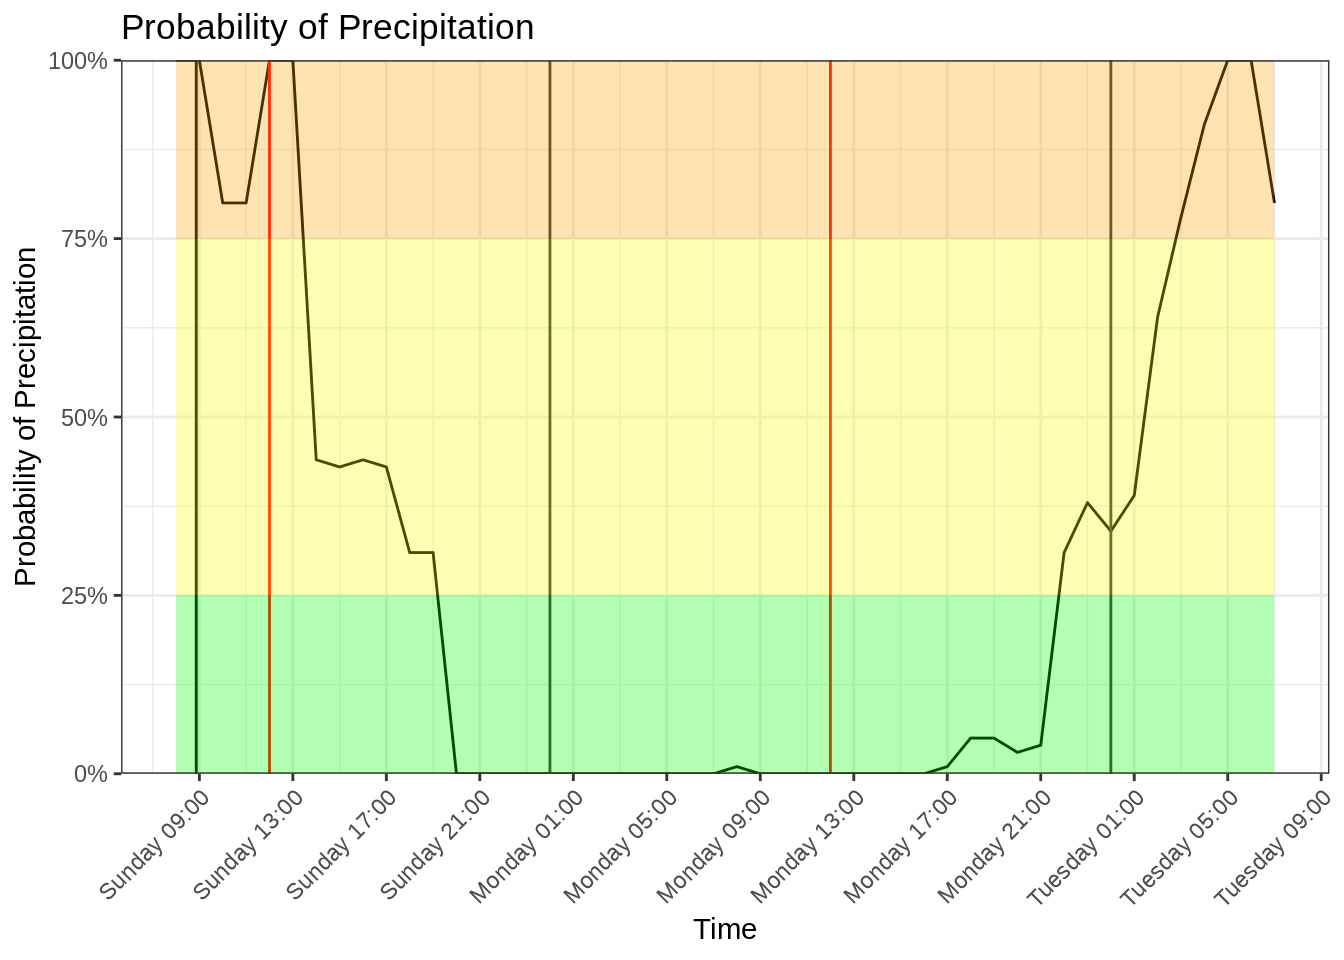 Probability of Precipitation
100%
75%
50%
25%
0%
Probability of Precipitation
Sunday 09:00
Sunday 13:00
Sunday 17:00
Sunday 21:00
Monday 01:00
Monday 05:00
Monday 09:00
Monday 13:00
Monday 17:00
Monday 21:00
Tuesday 01:00
Tuesday 05:00
Tuesday 09:00
Time